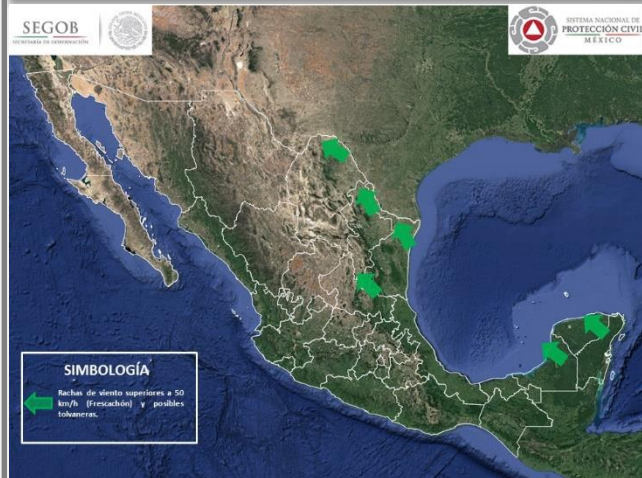 SEGOB
SECRETARÍA DE GOBERNACIÓN
SISTEMA NACIONAL DE
PROTECCIÓN CIVIL
MÉXICO
SIMBOLOGÍA
Rachas de viento superiores a 50
km/h (Frescachón) y posibles
tolvaneras.